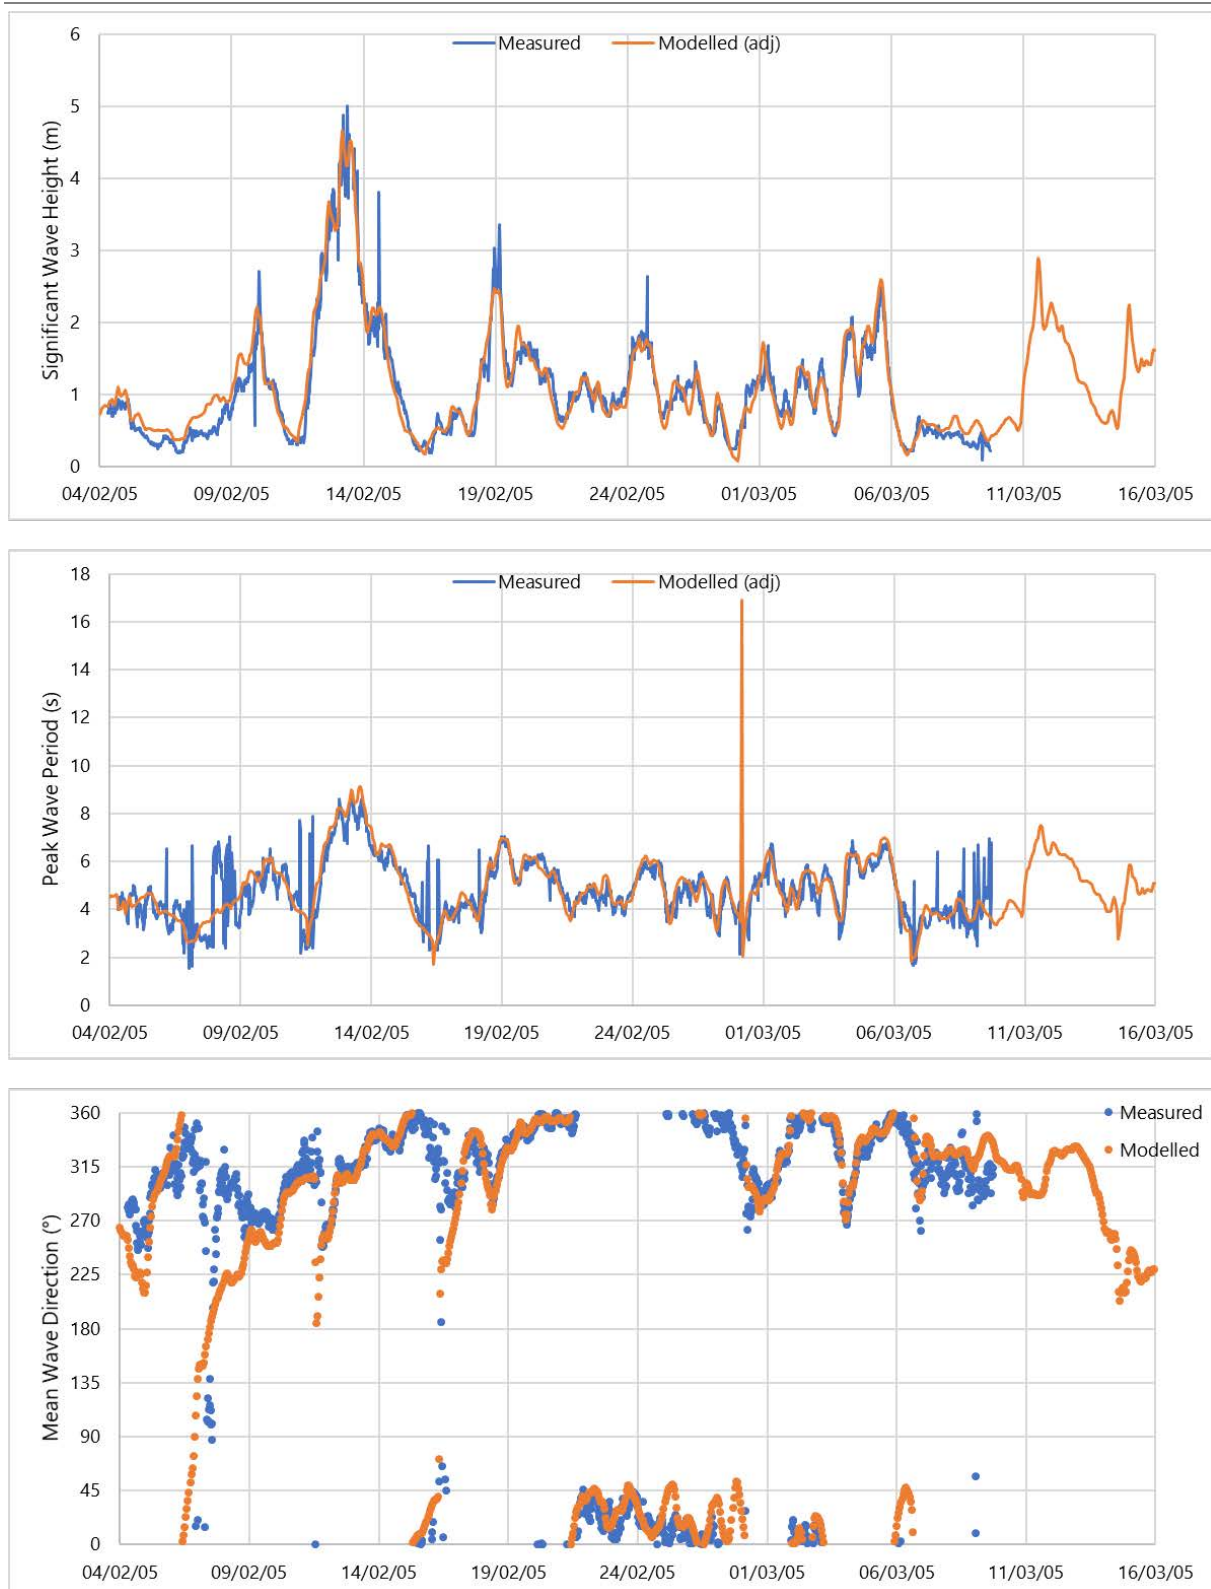 6
Measured
Modelled (adj)
5
4
3
2
1
0
Significant Wave Height (m)
04/02/05 09/02/05 14/02/05 19/02/05 24/02/05 01/03/05 06/03/05 11/03/05 16/03/05
18
Measured
Modelled (adj)
16
14
12
10
8
6
4
2
0
Peak Wave Period (s)
04/02/05 09/02/05 14/02/05 19/02/05 24/02/05 01/03/05 06/03/05 11/03/05 16/03/05
360
Measured
Modelled
315
270
225
180
135
90
45
0
Mean Wave Direction (°)
04/02/05 09/02/05 14/02/05 19/02/05 24/02/05 01/03/05 06/03/05 11/03/05 16/03/05